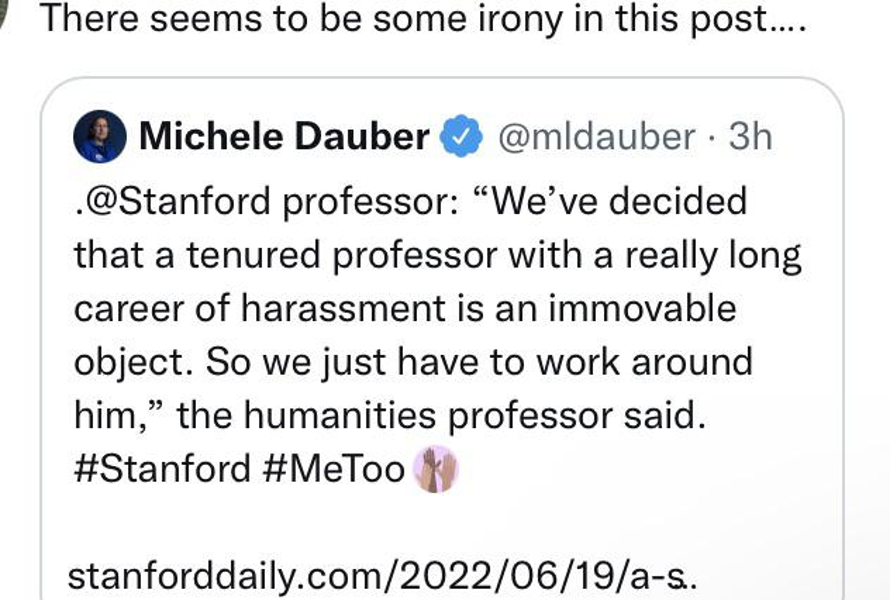 There seems to be some irony in this post....
Michele Dauber @mldauber · 3h
.@Stanford professor: “We’ve decided
that a tenured professor with a really long
career of harassment is an immovable
object. So we just have to work around
him,” the humanities professor said.
#Stanford #MeToo
stanforddaily.com/2022/06/19/a-s..